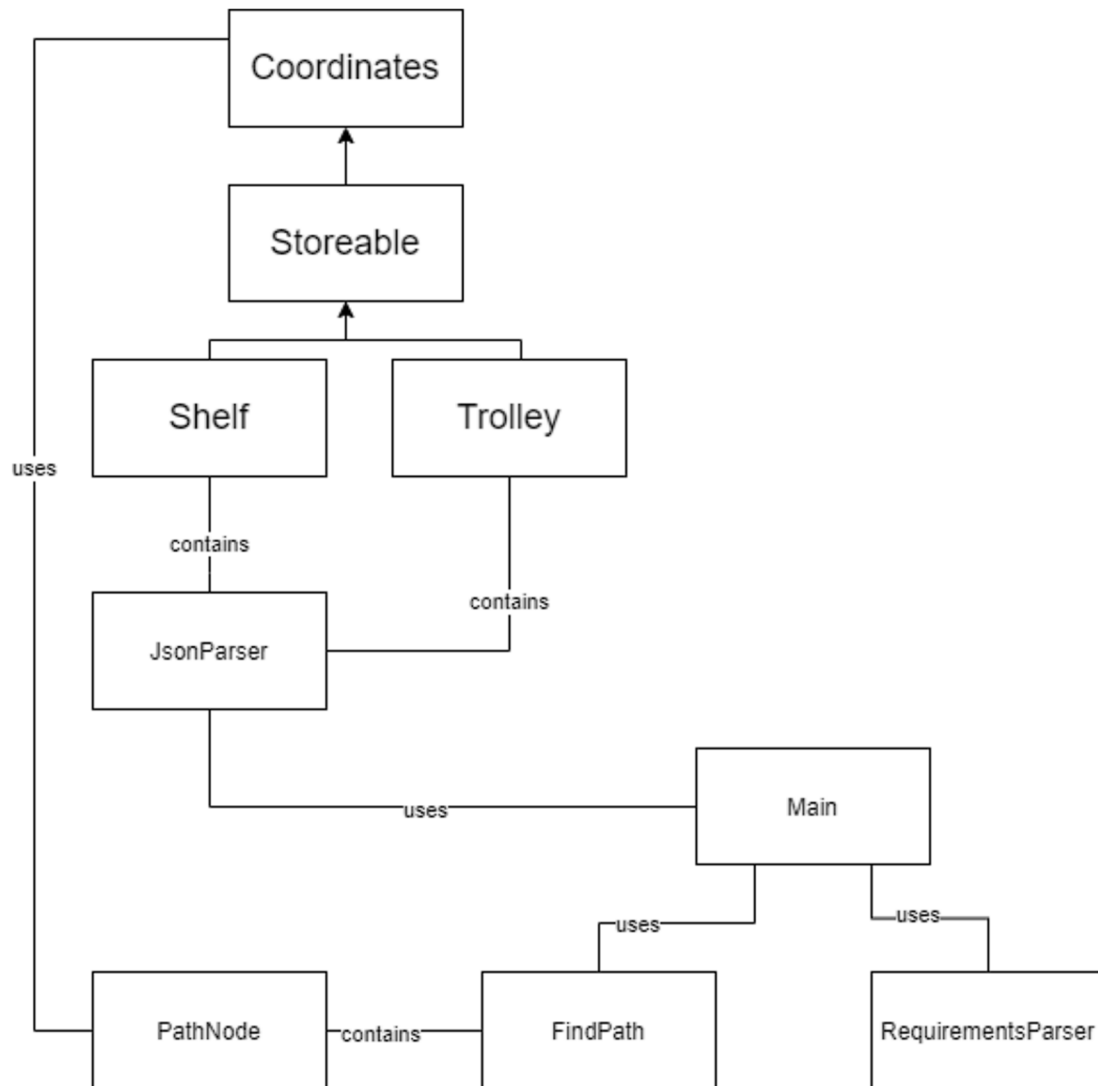 Coordinates
Storeable
Shelf
Trolley
uses
contains
contains
JsonParser
Main
uses
uses
uses
PathNode
contains
FindPath
RequirementsParser